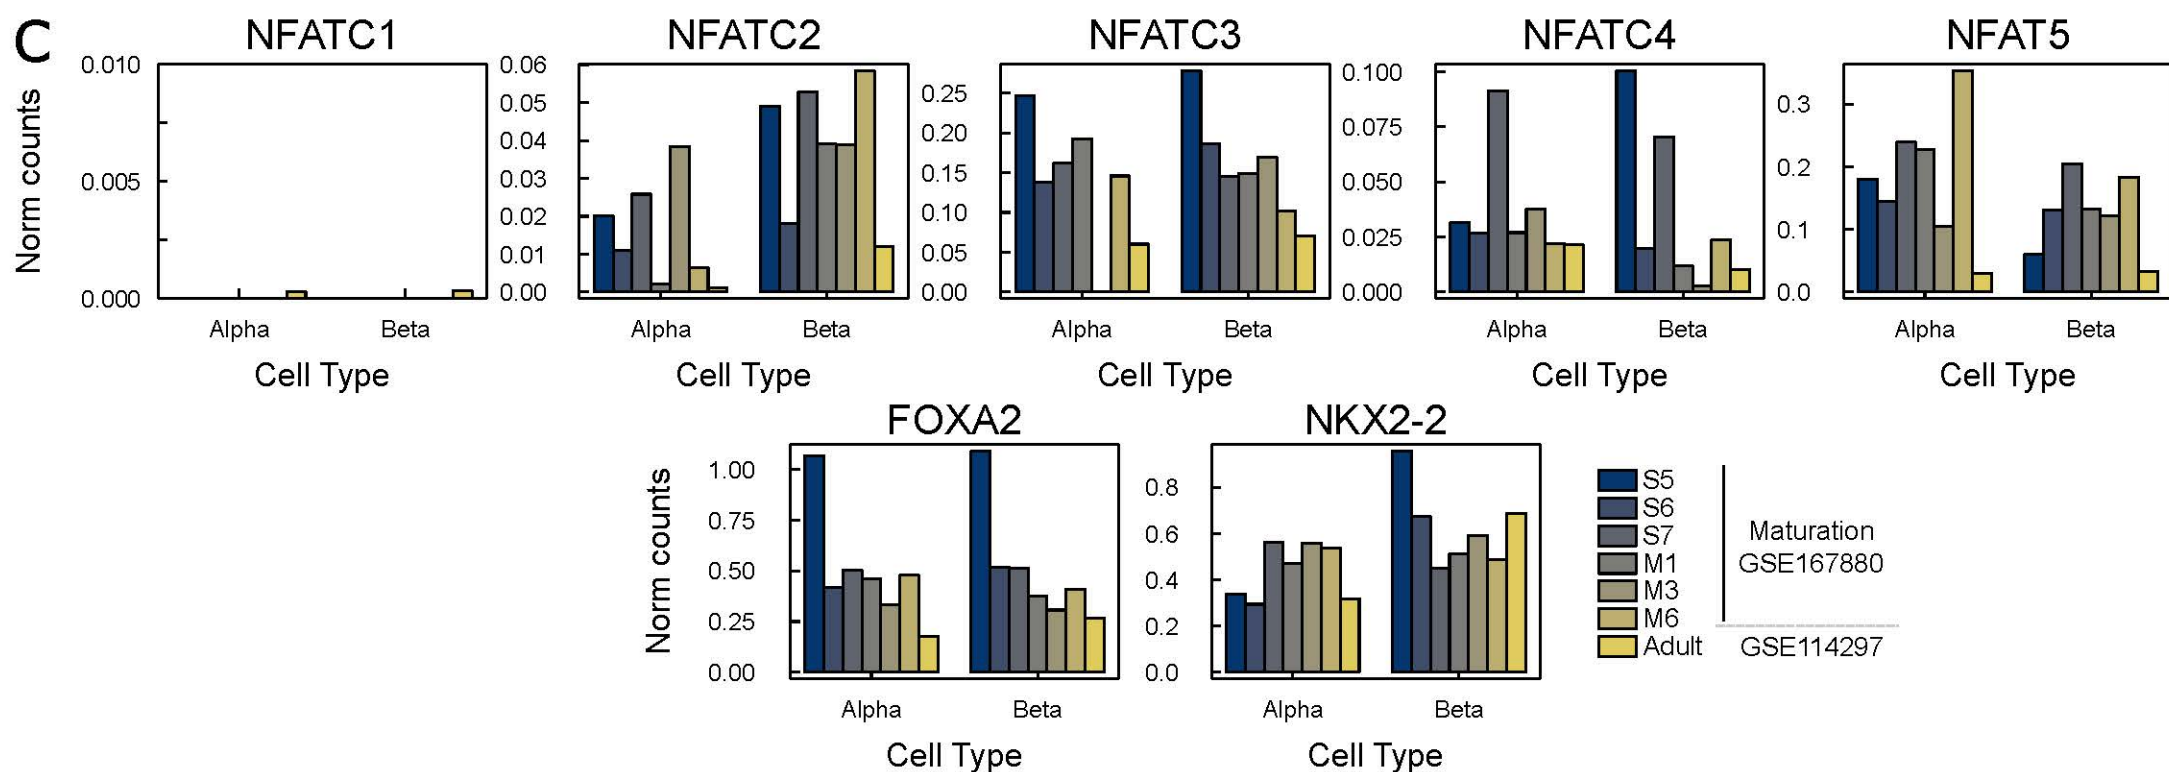 C
NFATC1
NFATC2
NFATC3
NFATC4
NFAT5
Norm counts
0.010
0.005
0.000
Alpha
Beta
Cell Type
0.06
0.05
0.04
0.03
0.02
0.01
0.00
Alpha
Beta
Cell Type
0.25
0.20
0.15
0.10
0.05
0.00
Alpha
Beta
Cell Type
0.100
0.075
0.050
0.025
0.000
Alpha
Beta
Cell Type
0.3
0.2
0.1
0.0
Alpha
Beta
Cell Type
FOXA2
Norm counts
1.00
0.75
0.50
0.25
0.00
Alpha
Beta
Cell Type
NKX2-2
0.8
0.6
0.4
0.2
0.0
Alpha
Beta
Cell Type
S5
S6
S7
M1
M3
M6
Adult
Maturation
GSE167880
GSE114297